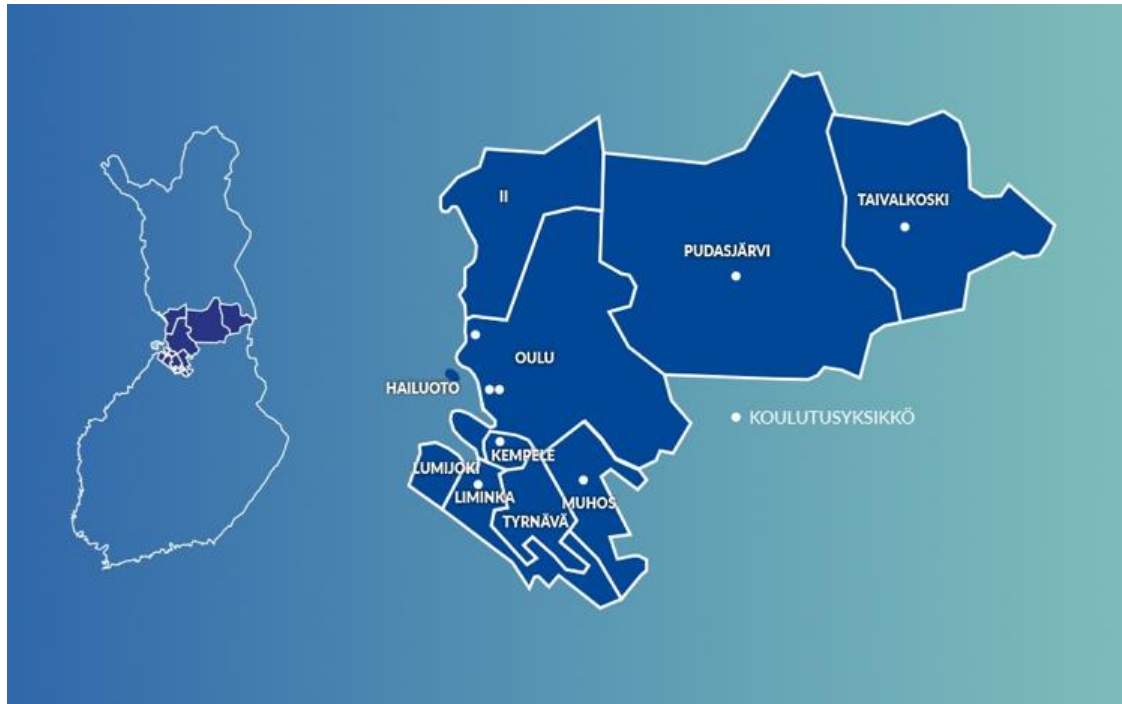 II
TAIVALKOSKI
PUDASJÄRVI
OULU
HAILUOTO
KOULUTUSYKSIKKÖ
KEMPELE
LUMIJOKI
LIMINKA
MUHOS
TYRNÄVÄ